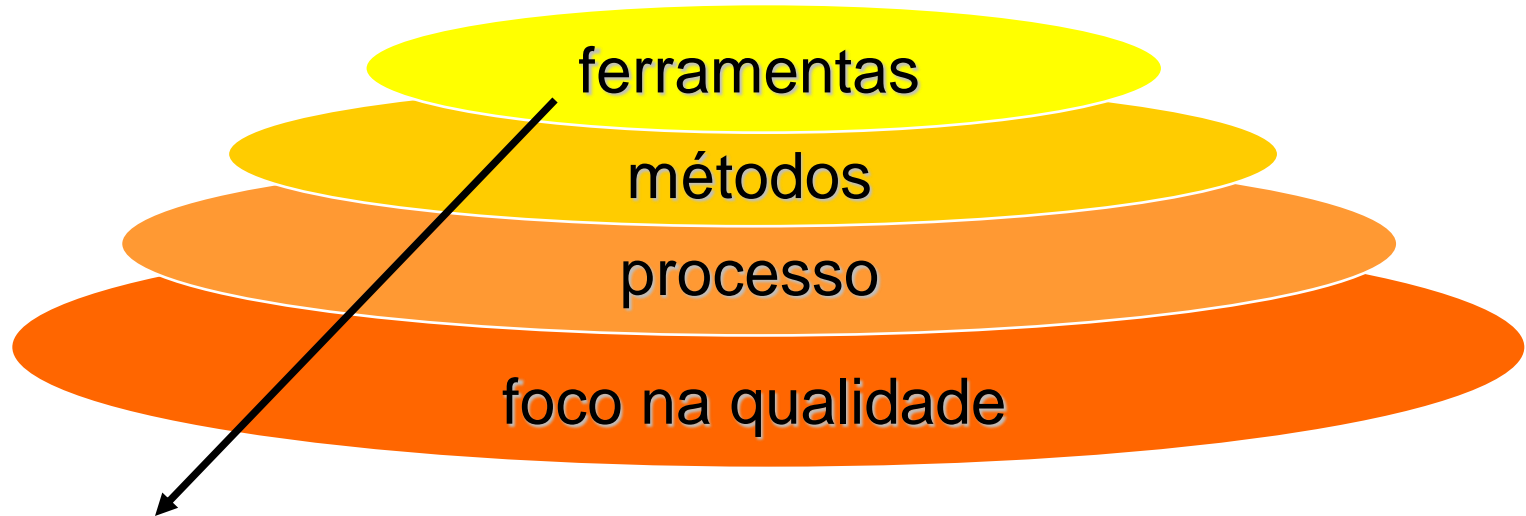 ferramentas
métodos
processo
foco na qualidade